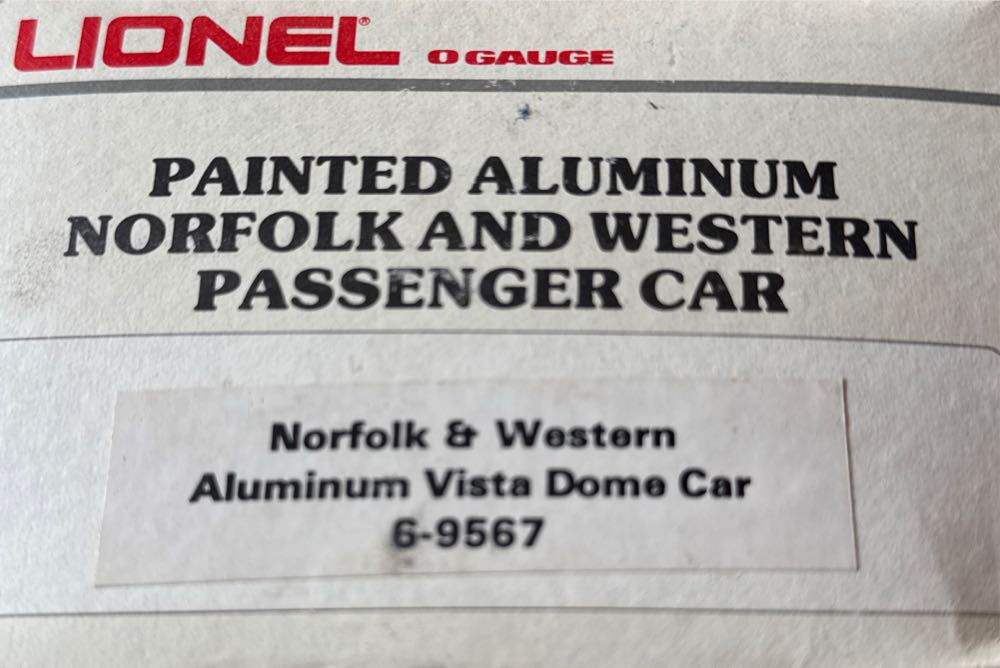 LIONEL® O GAUGE
PAINTED ALUMINUM
NORFOLK AND WESTERN
PASSENGER CAR
Norfolk & Western
Aluminum Vista Dome Car
6-9567